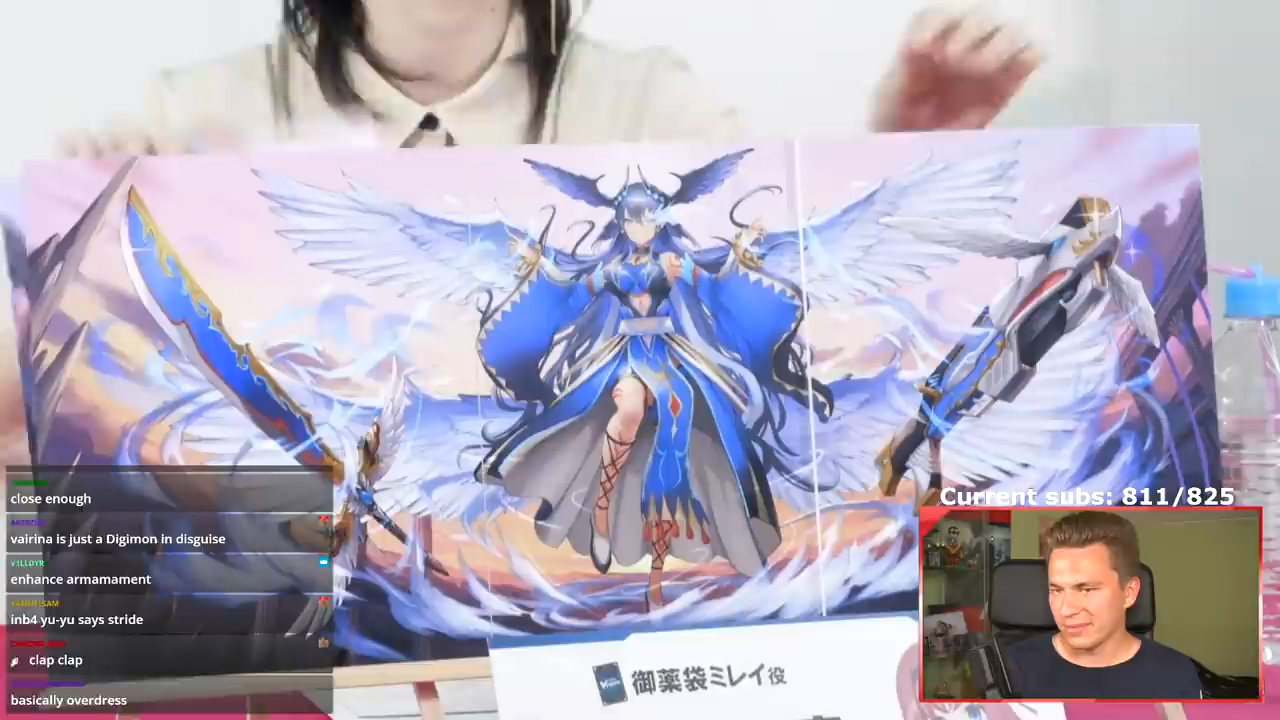 close enough
vairina is just a Digimon in disguise
V1LLDYR
enhance armamament
inb4 yu-yu says stride
clap clap
basically overdress
Current subs: 811/825
御薬袋ミレイ役